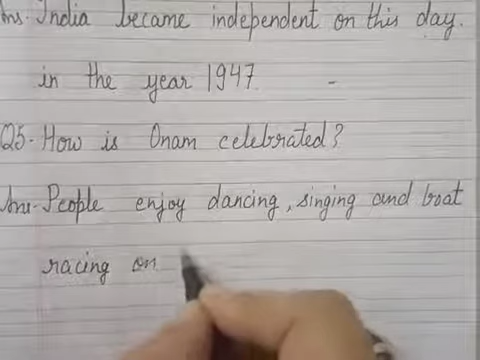 Ans. India became independent on this day.
in the year 1947
Q5. How is Onam celebrated?
Ans. People enjoy dancing, singing and boat
racing on